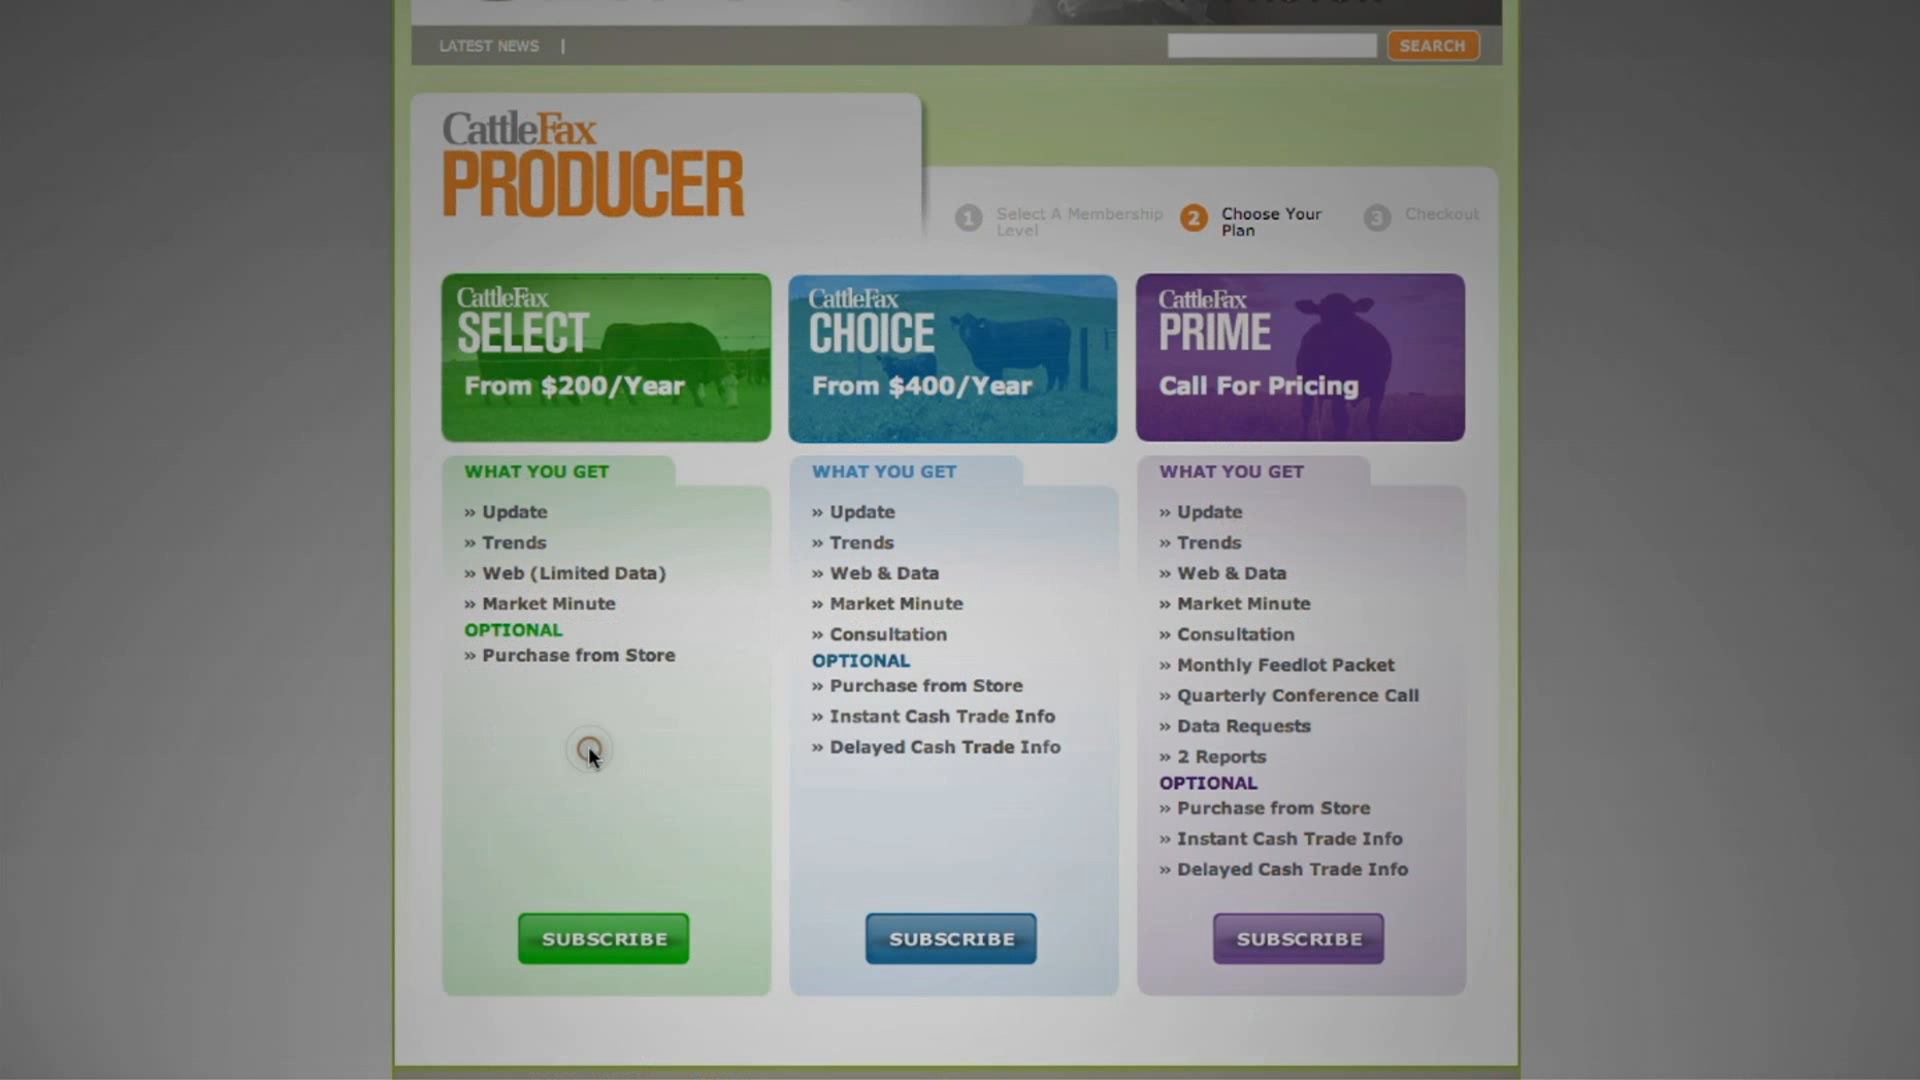 LATEST NEWS |
SEARCH
CattleFax
PRODUCER
1 Select A Membership
Level
2 Choose Your
Plan
3 Checkout
CattleFax
SELECT
From $200/Year
WHAT YOU GET
» Update
» Trends
» Web (Limited Data)
» Market Minute
OPTIONAL
» Purchase from Store
SUBSCRIBE
CattleFax
CHOICE
From $400/Year
WHAT YOU GET
» Update
» Trends
» Web & Data
» Market Minute
» Consultation
OPTIONAL
» Purchase from Store
» Instant Cash Trade Info
» Delayed Cash Trade Info
SUBSCRIBE
CattleFax
PRIME
Call For Pricing
WHAT YOU GET
» Update
» Trends
» Web & Data
» Market Minute
» Consultation
» Monthly Feedlot Packet
» Quarterly Conference Call
» Data Requests
» 2 Reports
OPTIONAL
» Purchase from Store
» Instant Cash Trade Info
» Delayed Cash Trade Info
SUBSCRIBE